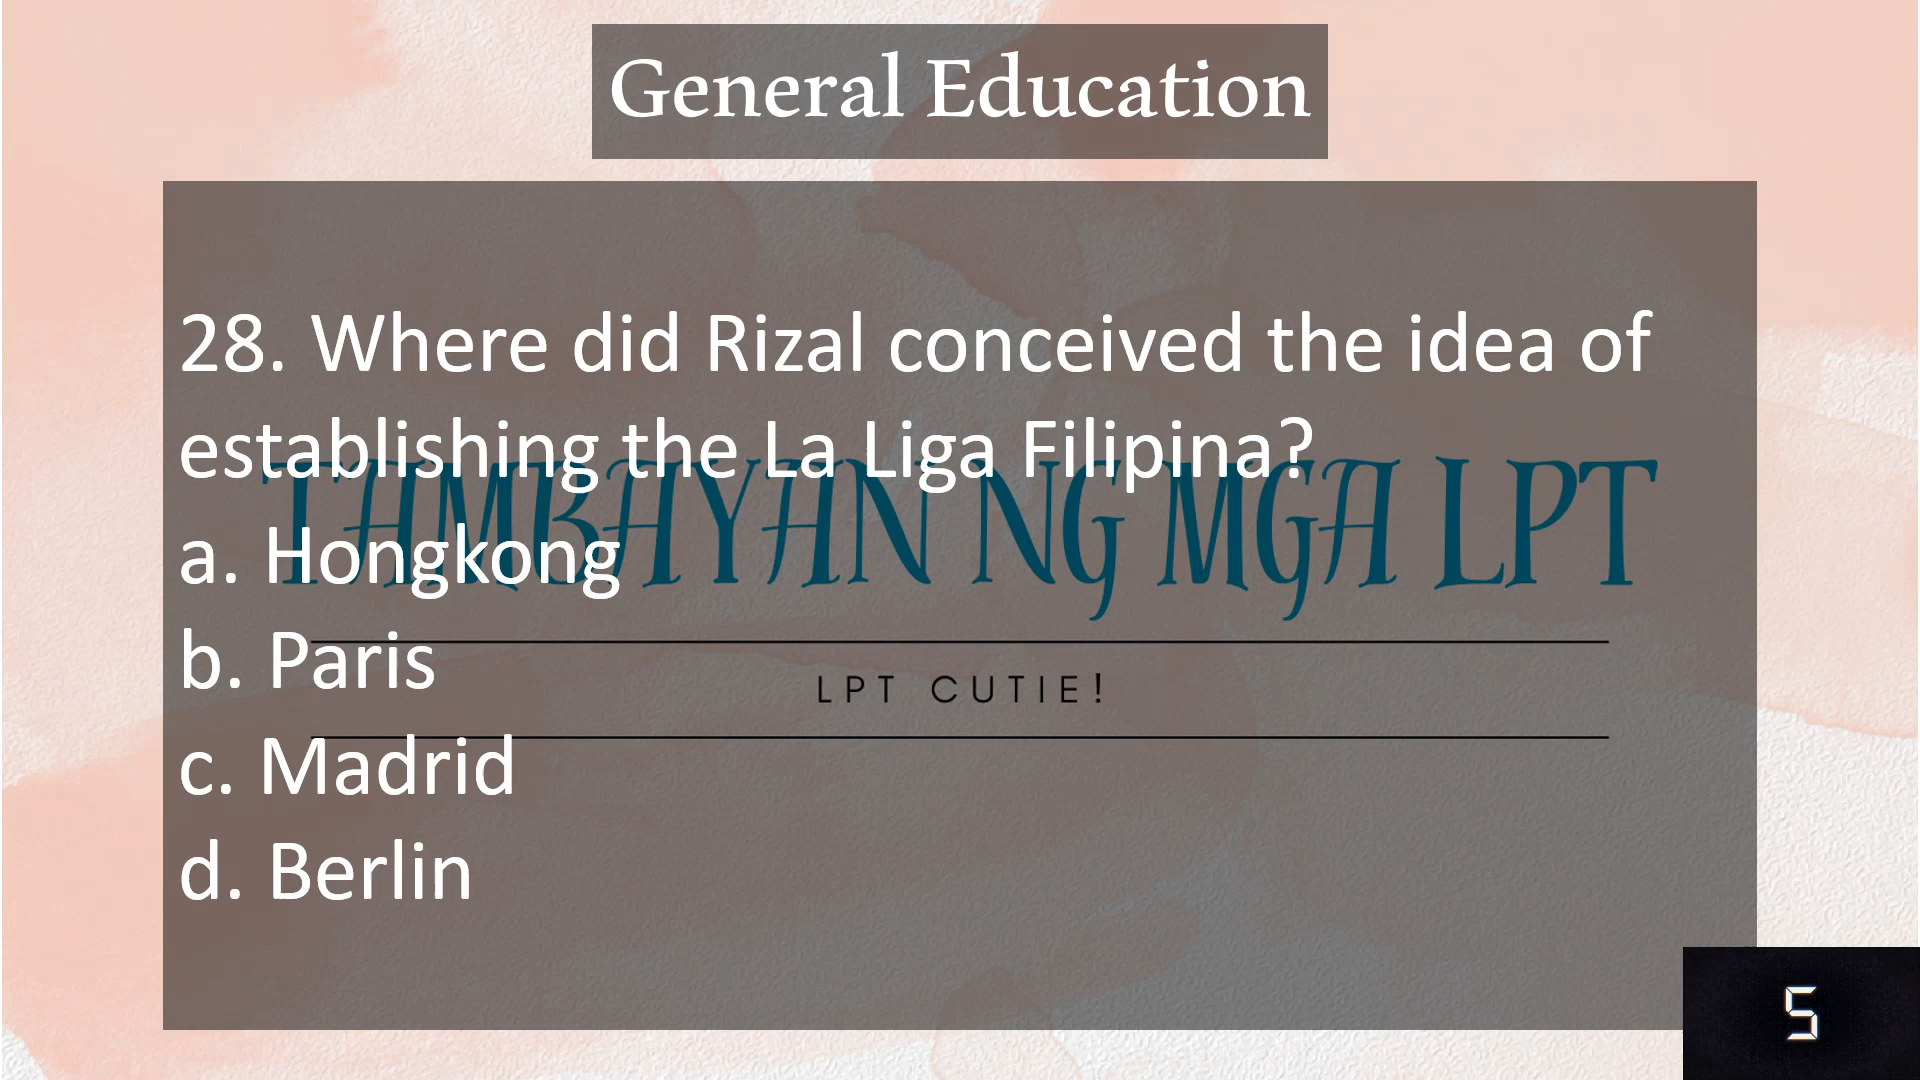 General Education
28. Where did Rizal conceived the idea of
establishing the La Liga Filipina?
TAMBAYAN NG MGA LPT
a. Hongkong
b. Paris
LPT CUTIE!
c. Madrid
d. Berlin
5